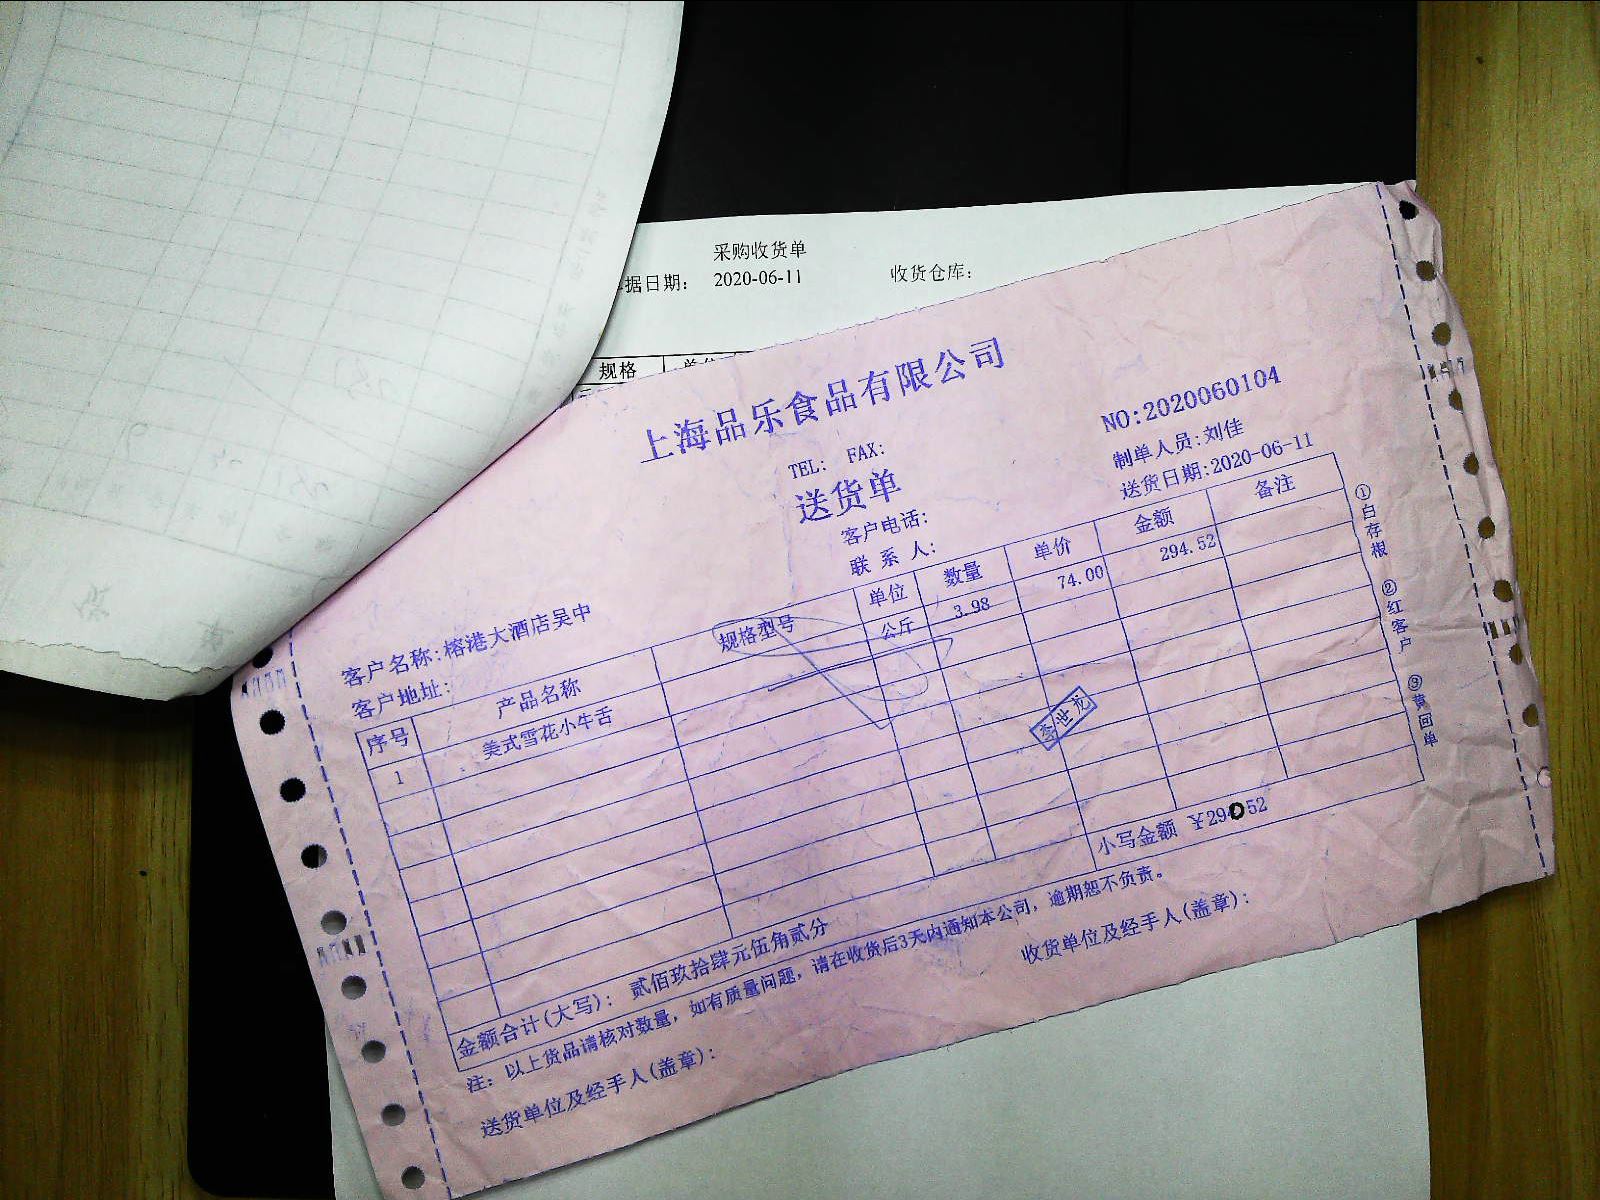 采购收货单
据日期： 2020-06-11 收货仓库：
规格
上海品乐食品有限公司
TEL: FAX:
送货单
NO:2020060104
制单人员:刘佳
送货日期:2020-06-11
客户电话:
联 系 人:
客户名称:榕港大酒店吴中
客户地址:
序号 产品名称 规格型号 单位 数量 单价 金额 备注
1 美式雪花小牛舌 公斤 3.98 74.00 294.52
李世龙
小写金额 ￥294.52
金额合计(大写): 贰佰玖拾肆元伍角贰分
注: 以上货品请核对数量，如有质量问题，请在收货后3天内通知本公司，逾期恕不负责。
送货单位及经手人(盖章): 收货单位及经手人(盖章):
①白存根 ②红客户 ③黄回单